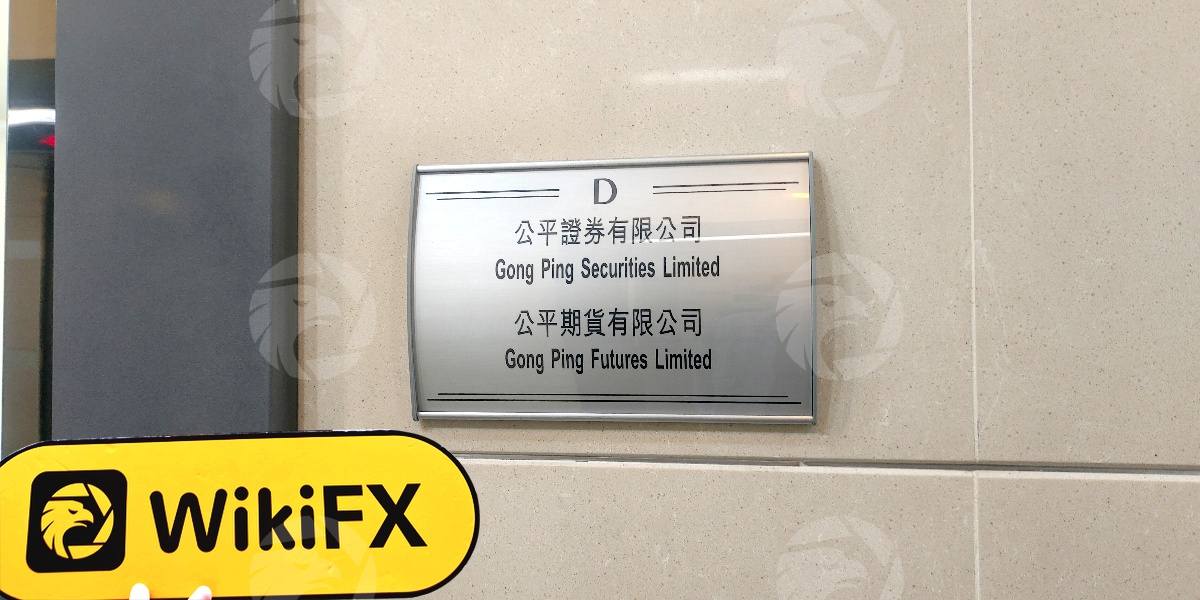 D
公平證券有限公司
Gong Ping Securities Limited
公平期貨有限公司
Gong Ping Futures Limited
WikiFX